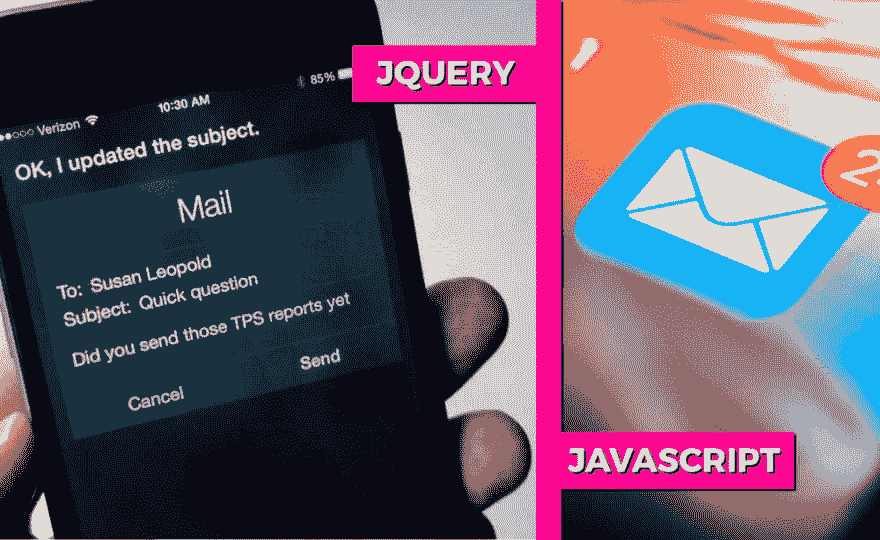 JQUERY
Verizon 10:30 AM 85%
OK, I updated the subject.
Mail
To: Susan Leopold
Subject: Quick question
Did you send those TPS reports yet
Cancel Send
JAVASCRIPT